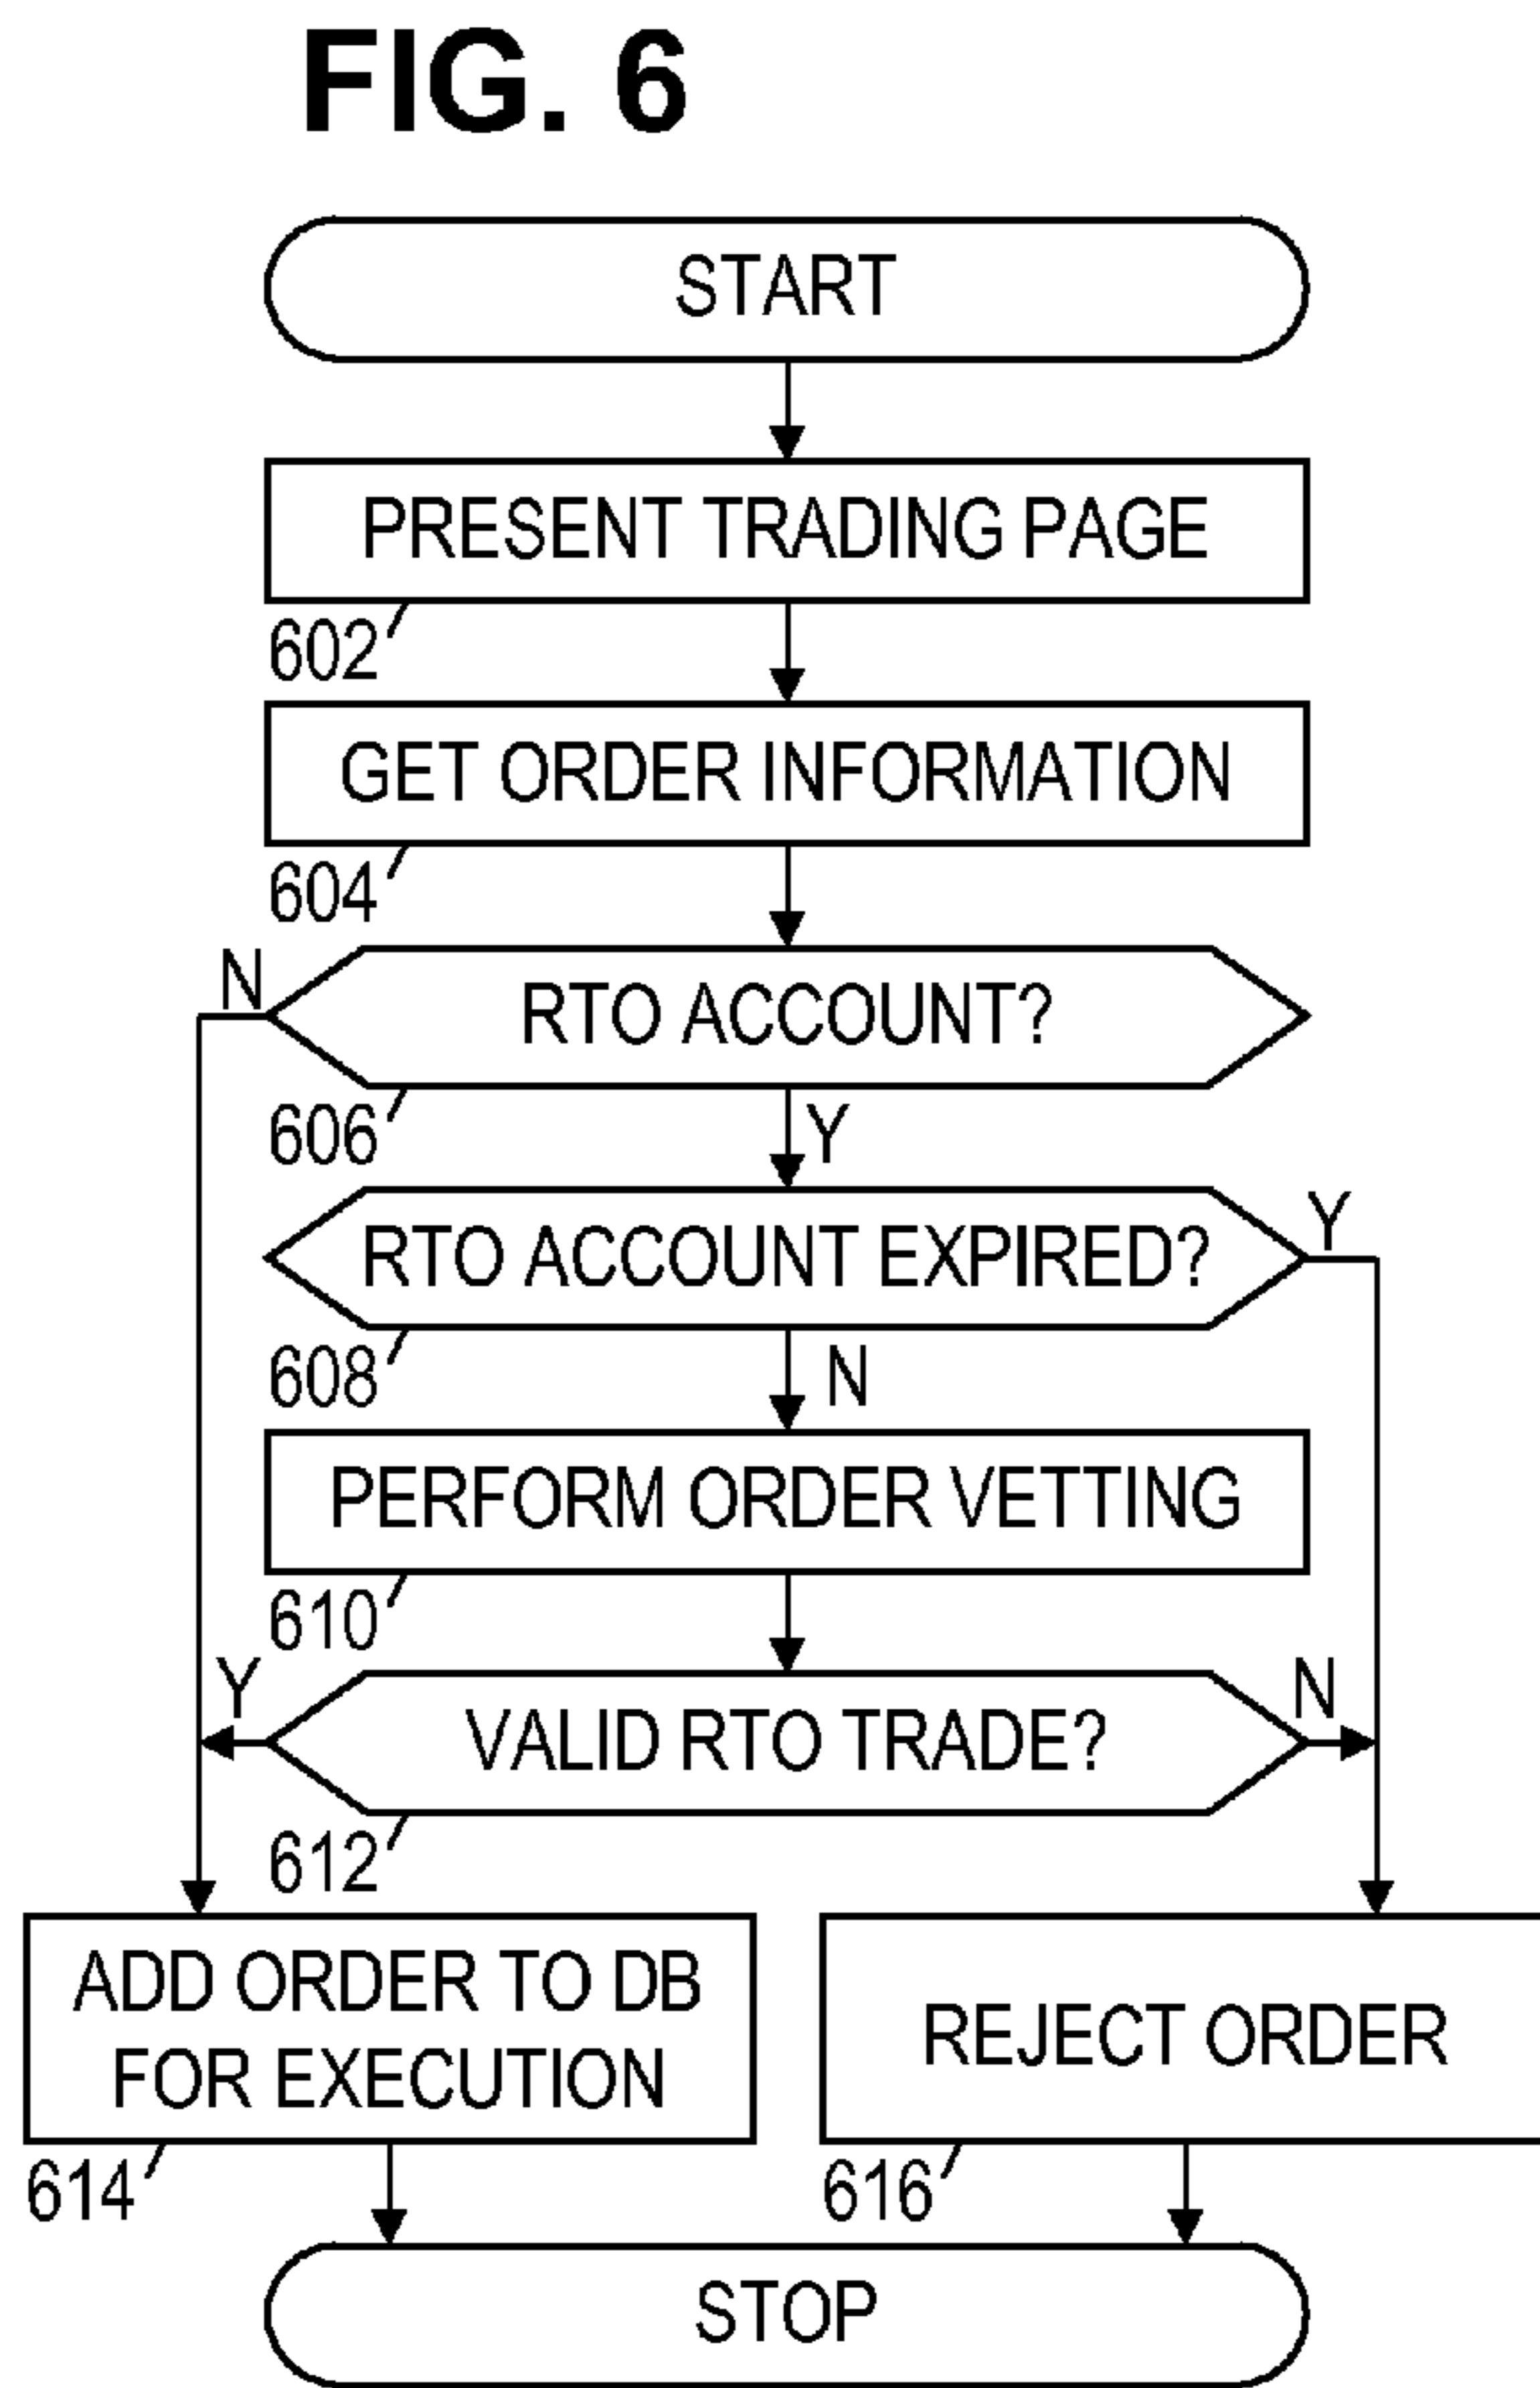 FIG. 6
START
PRESENT TRADING PAGE
602
GET ORDER INFORMATION
604
N
RTO ACCOUNT?
606
Y
RTO ACCOUNT EXPIRED?
Y
608
N
PERFORM ORDER VETTING
610
Y
VALID RTO TRADE?
N
612
ADD ORDER TO DB
FOR EXECUTION
614
REJECT ORDER
616
STOP